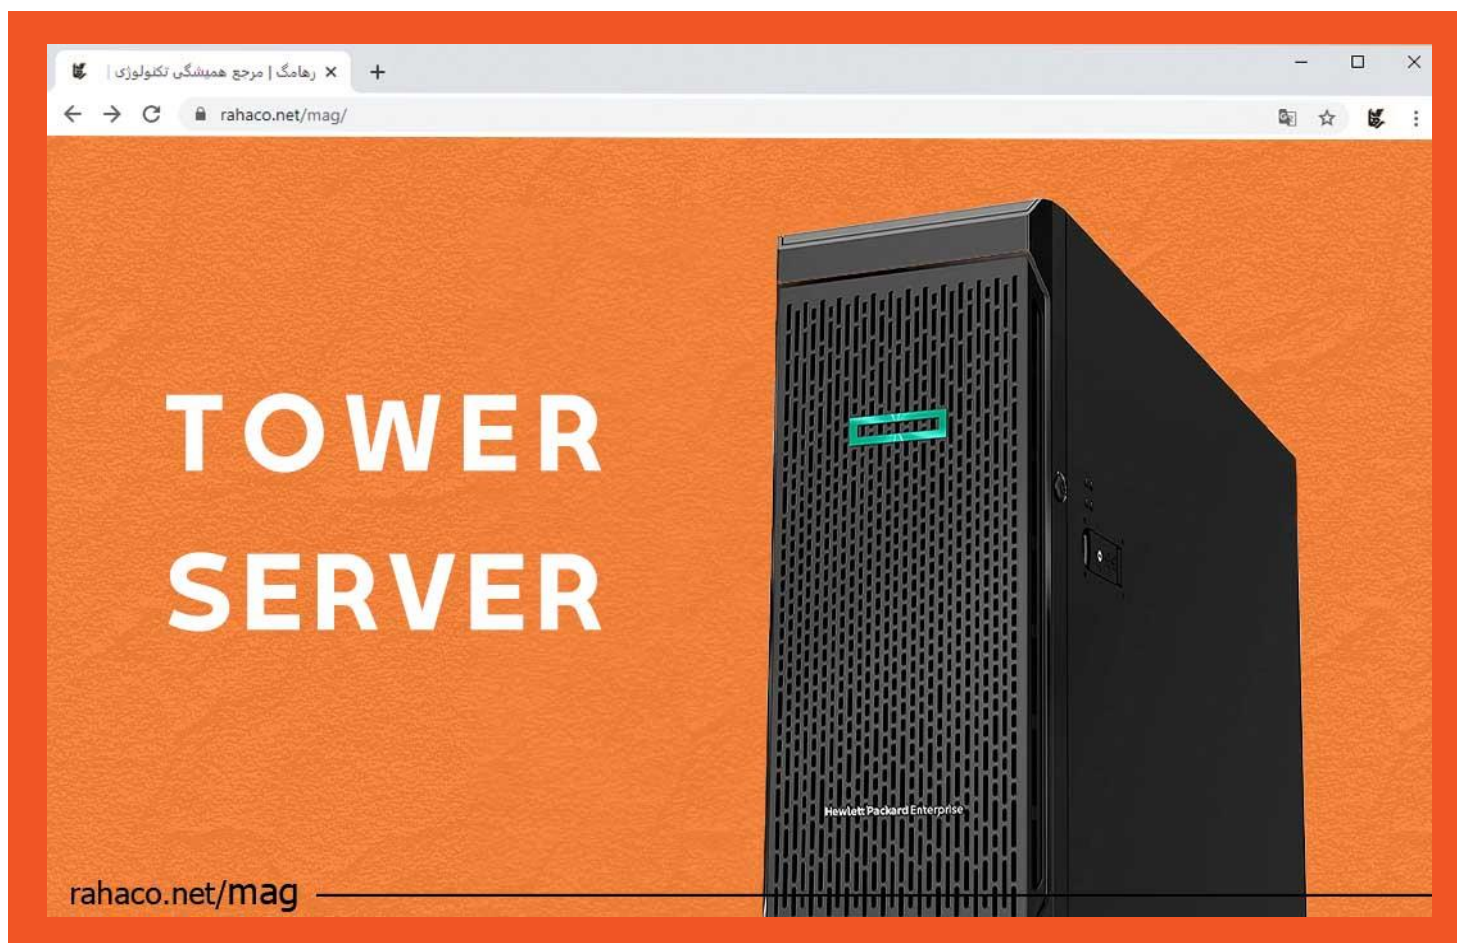 رهامگ | مرجع همیشگی تکنولوژی |
rahaco.net/mag/
TOWER
SERVER
Hewlett Packard Enterprise
rahaco.net/mag